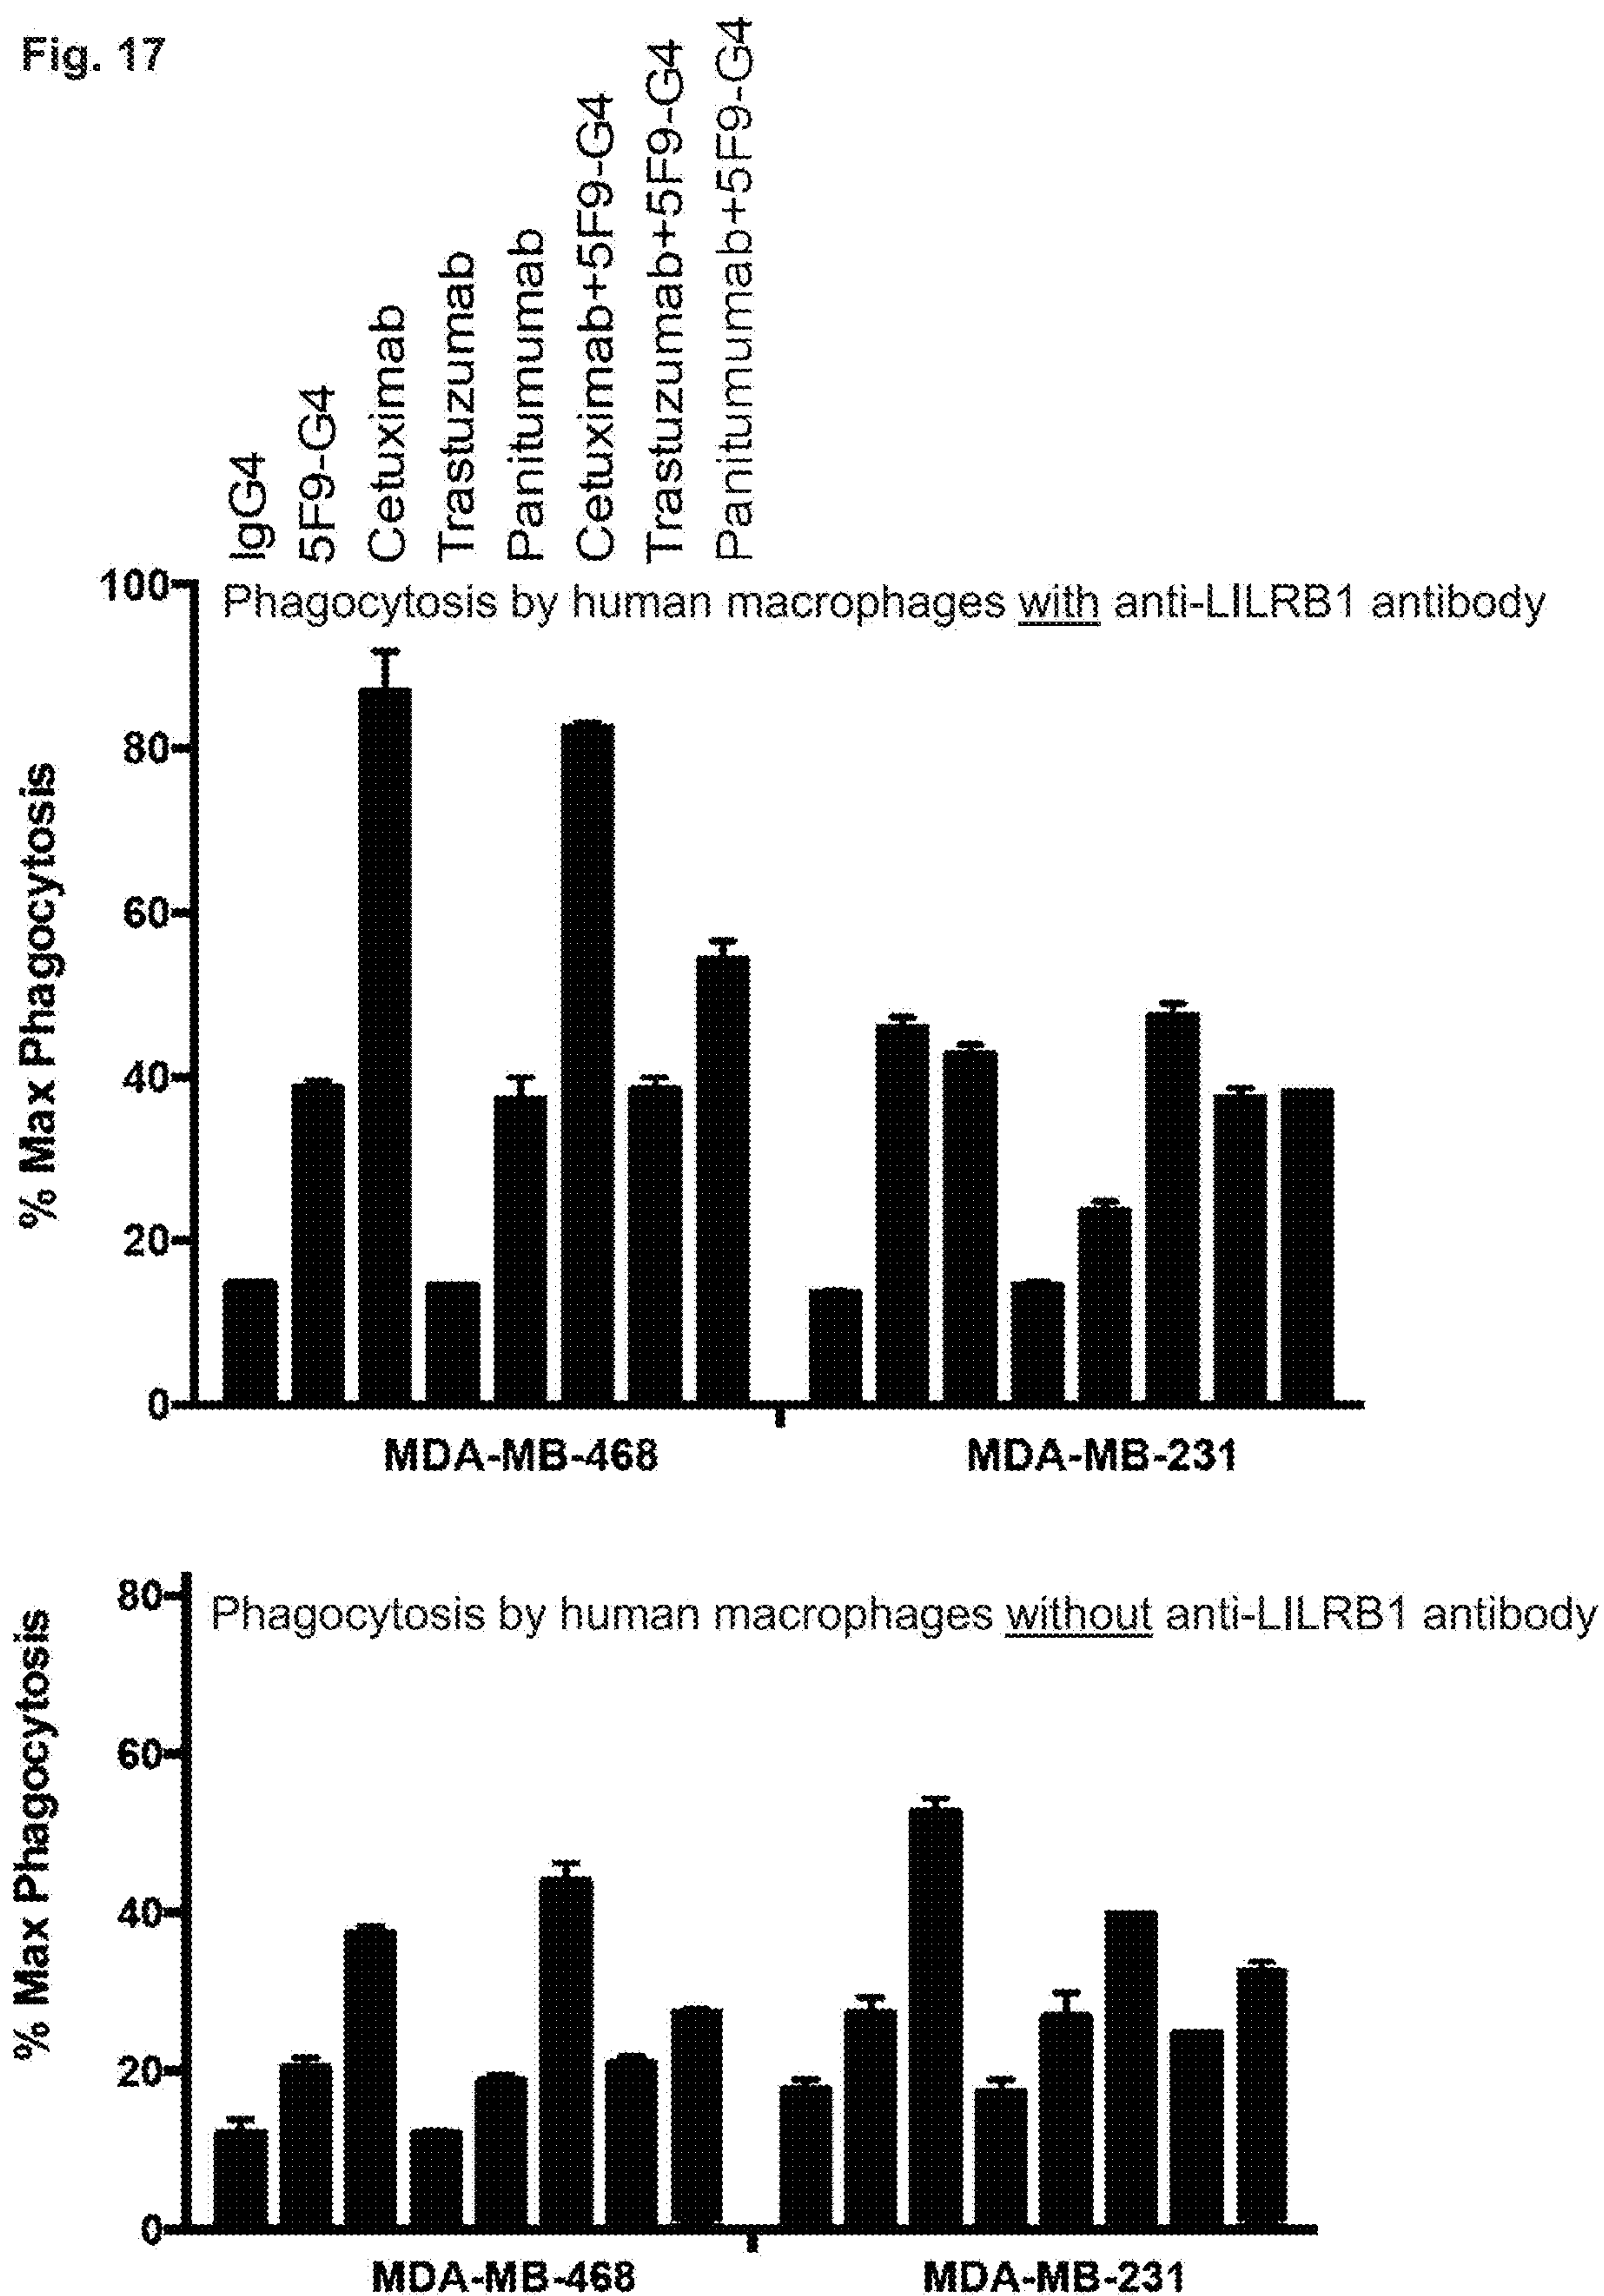 Fig. 17
IgG4
5F9-G4
Cetuximab
Trastuzumab
Panitumumab
Cetuximab+5F9-G4
Trastuzumab+5F9-G4
Panitumumab+5F9-G4
Phagocytosis by human macrophages with anti-LILRB1 antibody
% Max Phagocytosis
100
80
60
40
20
0
MDA-MB-468
MDA-MB-231
Phagocytosis by human macrophages without anti-LILRB1 antibody
% Max Phagocytosis
80
60
40
20
0
MDA-MB-468
MDA-MB-231